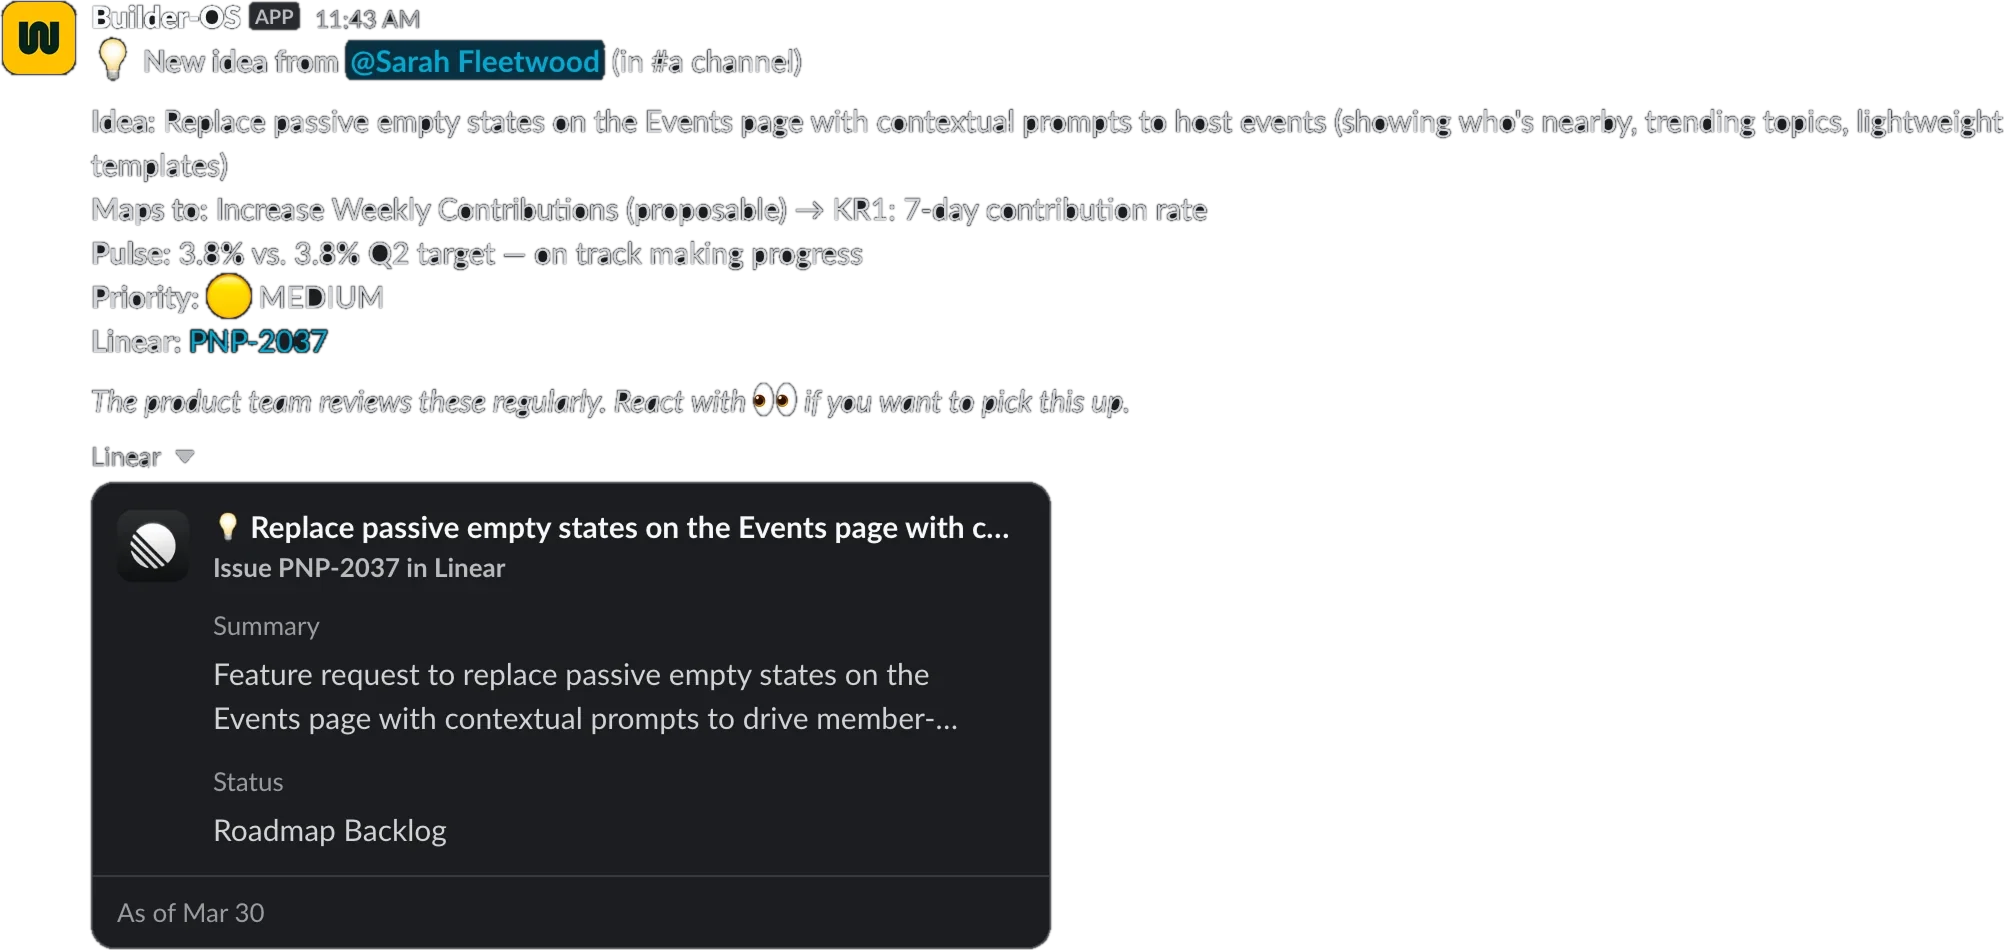 Builder-OS APP 11:43 AM
💡 New idea from @Sarah Fleetwood (in #a channel)
Idea: Replace passive empty states on the Events page with contextual prompts to host events (showing who's nearby, trending topics, lightweight
templates)
Maps to: Increase Weekly Contributions (proposable) → KR1: 7-day contribution rate
Pulse: 3.8% vs. 3.8% Q2 target — on track making progress
Priority: 🟡 MEDIUM
Linear: PNP-2037
The product team reviews these regularly. React with 👀 if you want to pick this up.
Linear
💡 Replace passive empty states on the Events page with c...
Issue PNP-2037 in Linear
Summary
Feature request to replace passive empty states on the
Events page with contextual prompts to drive member-...
Status
Roadmap Backlog
As of Mar 30